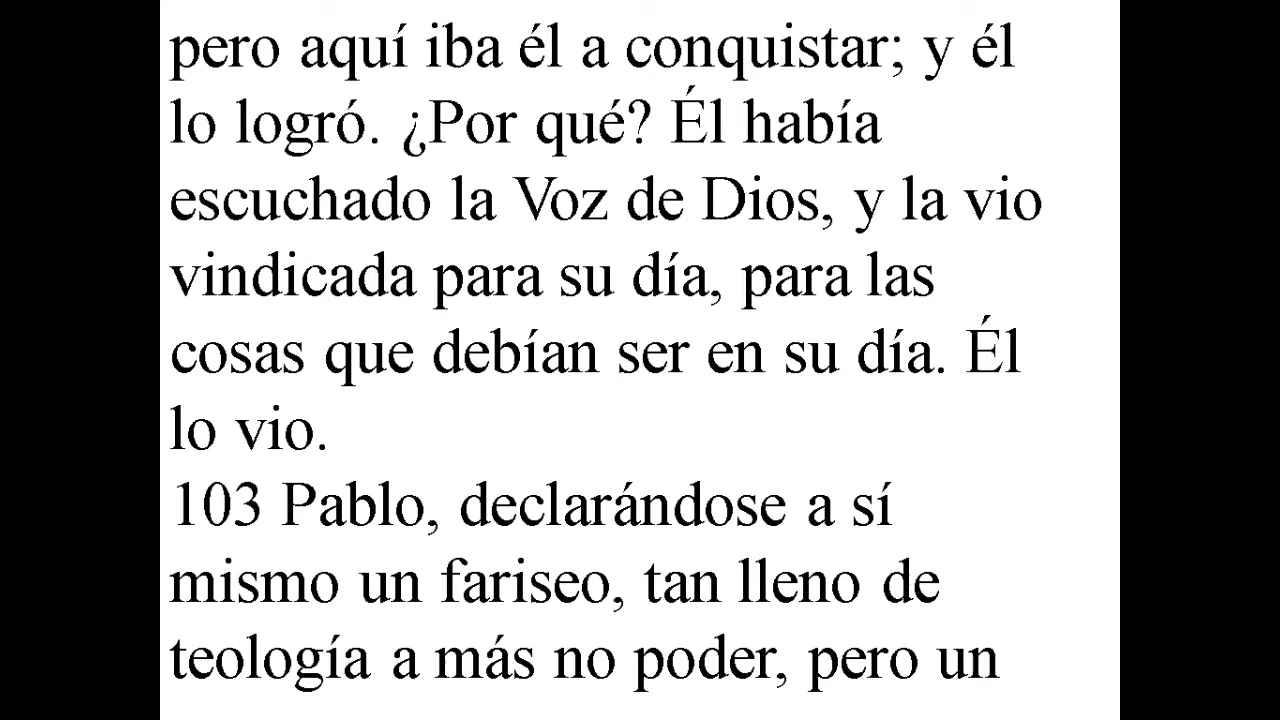 pero aquí iba él a conquistar; y él
lo logró. ¿Por qué? Él había
escuchado la Voz de Dios, y la vio
vindicada para su día, para las
cosas que debían ser en su día. Él
lo vio.
103 Pablo, declarándose a sí
mismo un fariseo, tan lleno de
teología a más no poder, pero un